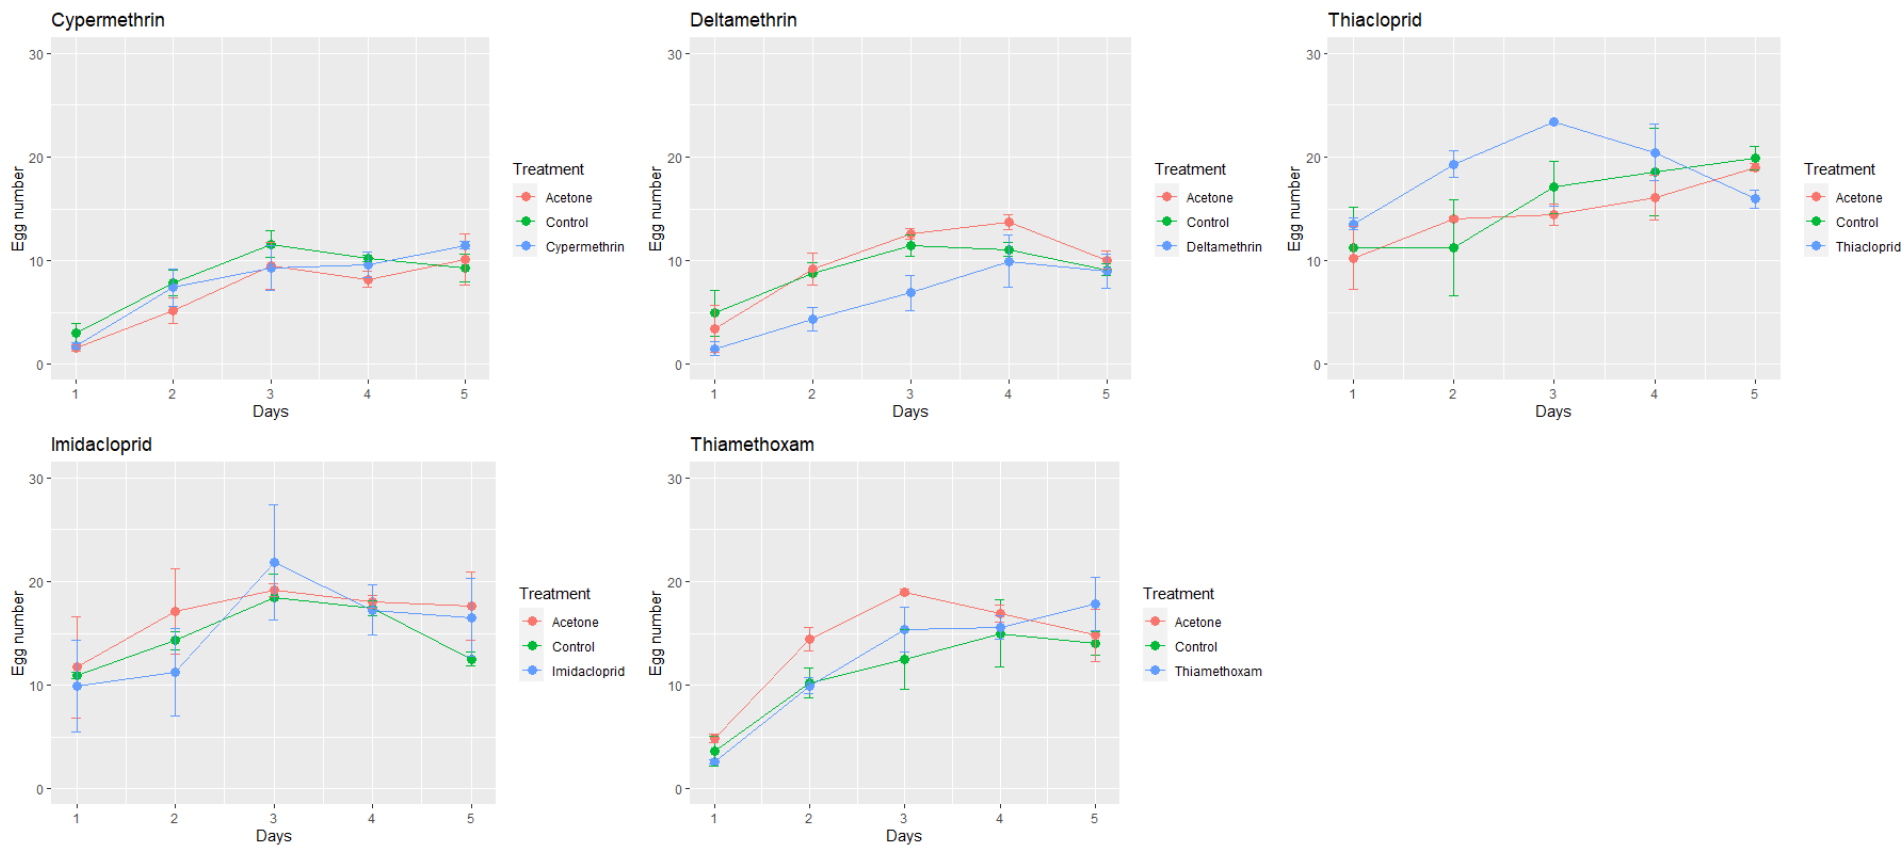 Cypermethrin
30
20
10
0
Egg number
1 2 3 4 5
Days
Treatment
Acetone
Control
Cypermethrin
Deltamethrin
30
20
10
0
Egg number
1 2 3 4 5
Days
Treatment
Acetone
Control
Deltamethrin
Thiacloprid
30
20
10
0
Egg number
1 2 3 4 5
Days
Treatment
Acetone
Control
Thiacloprid
Imidacloprid
30
20
10
0
Egg number
1 2 3 4 5
Days
Treatment
Acetone
Control
Imidacloprid
Thiamethoxam
30
20
10
0
Egg number
1 2 3 4 5
Days
Treatment
Acetone
Control
Thiamethoxam